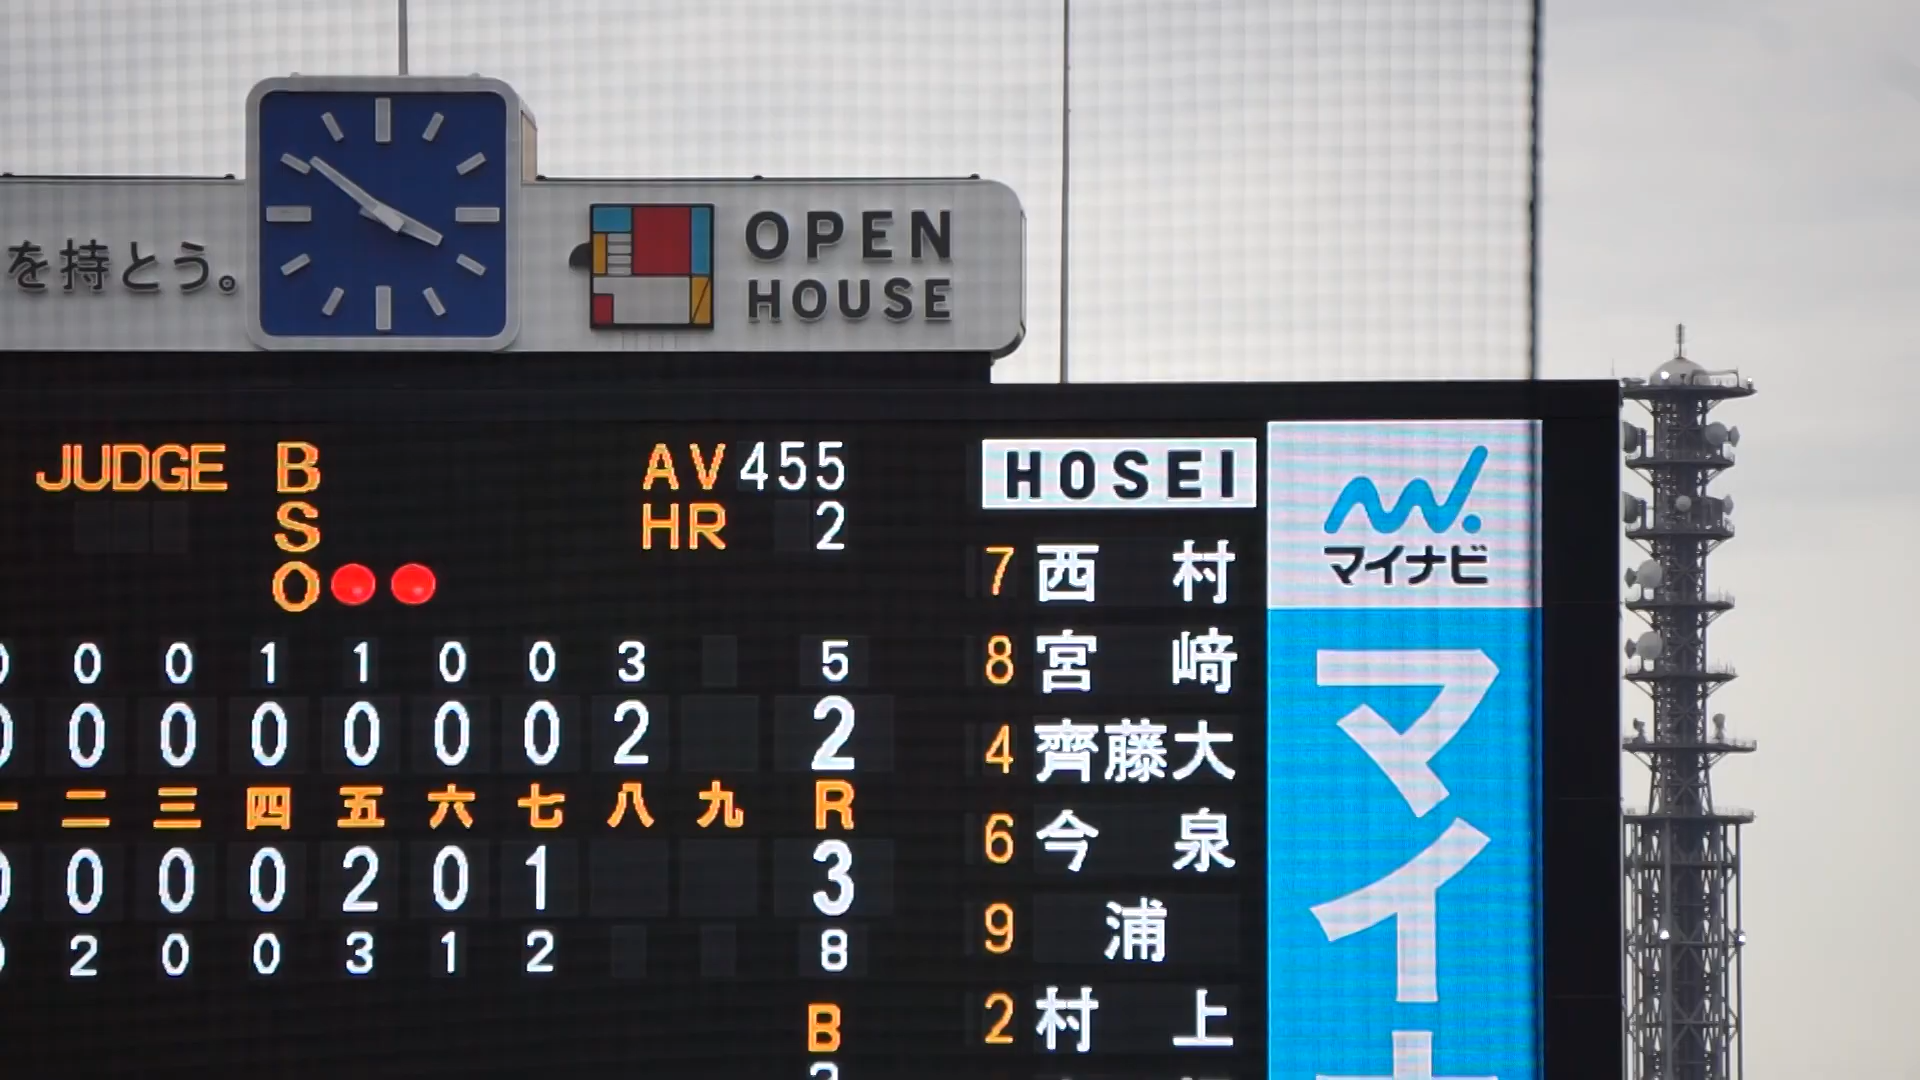 を持とう。
OPEN
HOUSE
JUDGE B
S
O
AV 455
HR 2
0 0 1 1 0 0 3 5
0 0 0 0 0 0 2 2
二 三 四 五 六 七 八 九 R
0 0 0 2 0 1 3
2 0 0 3 1 2 8
B
HOSEI
7 西村
8 宮﨑
4 齊藤大
6 今泉
9 浦
2 村上
マイナビ
マイ